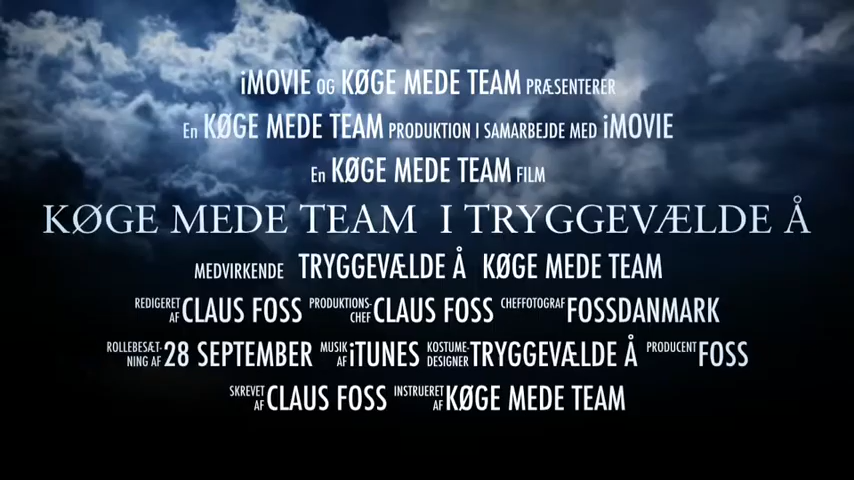 iMOVIE OG KØGE MEDE TEAM PRÆSENTERER
En KØGE MEDE TEAM PRODUKTION I SAMARBEJDE MED iMOVIE
En KØGE MEDE TEAM FILM
KØGE MEDE TEAM I TRYGGEVÆLDE Å
MEDVIRKENDE TRYGGEVÆLDE Å KØGE MEDE TEAM
REDIGERET AF CLAUS FOSS PRODUKTIONS-CHEF CLAUS FOSS CHEFFOTOGRAF FOSSDANMARK
ROLLEBESÆT-NING AF 28 SEPTEMBER MUSIK AF iTUNES KOSTUME-DESIGNER TRYGGEVÆLDE Å PRODUCENT FOSS
SKREVET AF CLAUS FOSS INSTRUERET AF KØGE MEDE TEAM